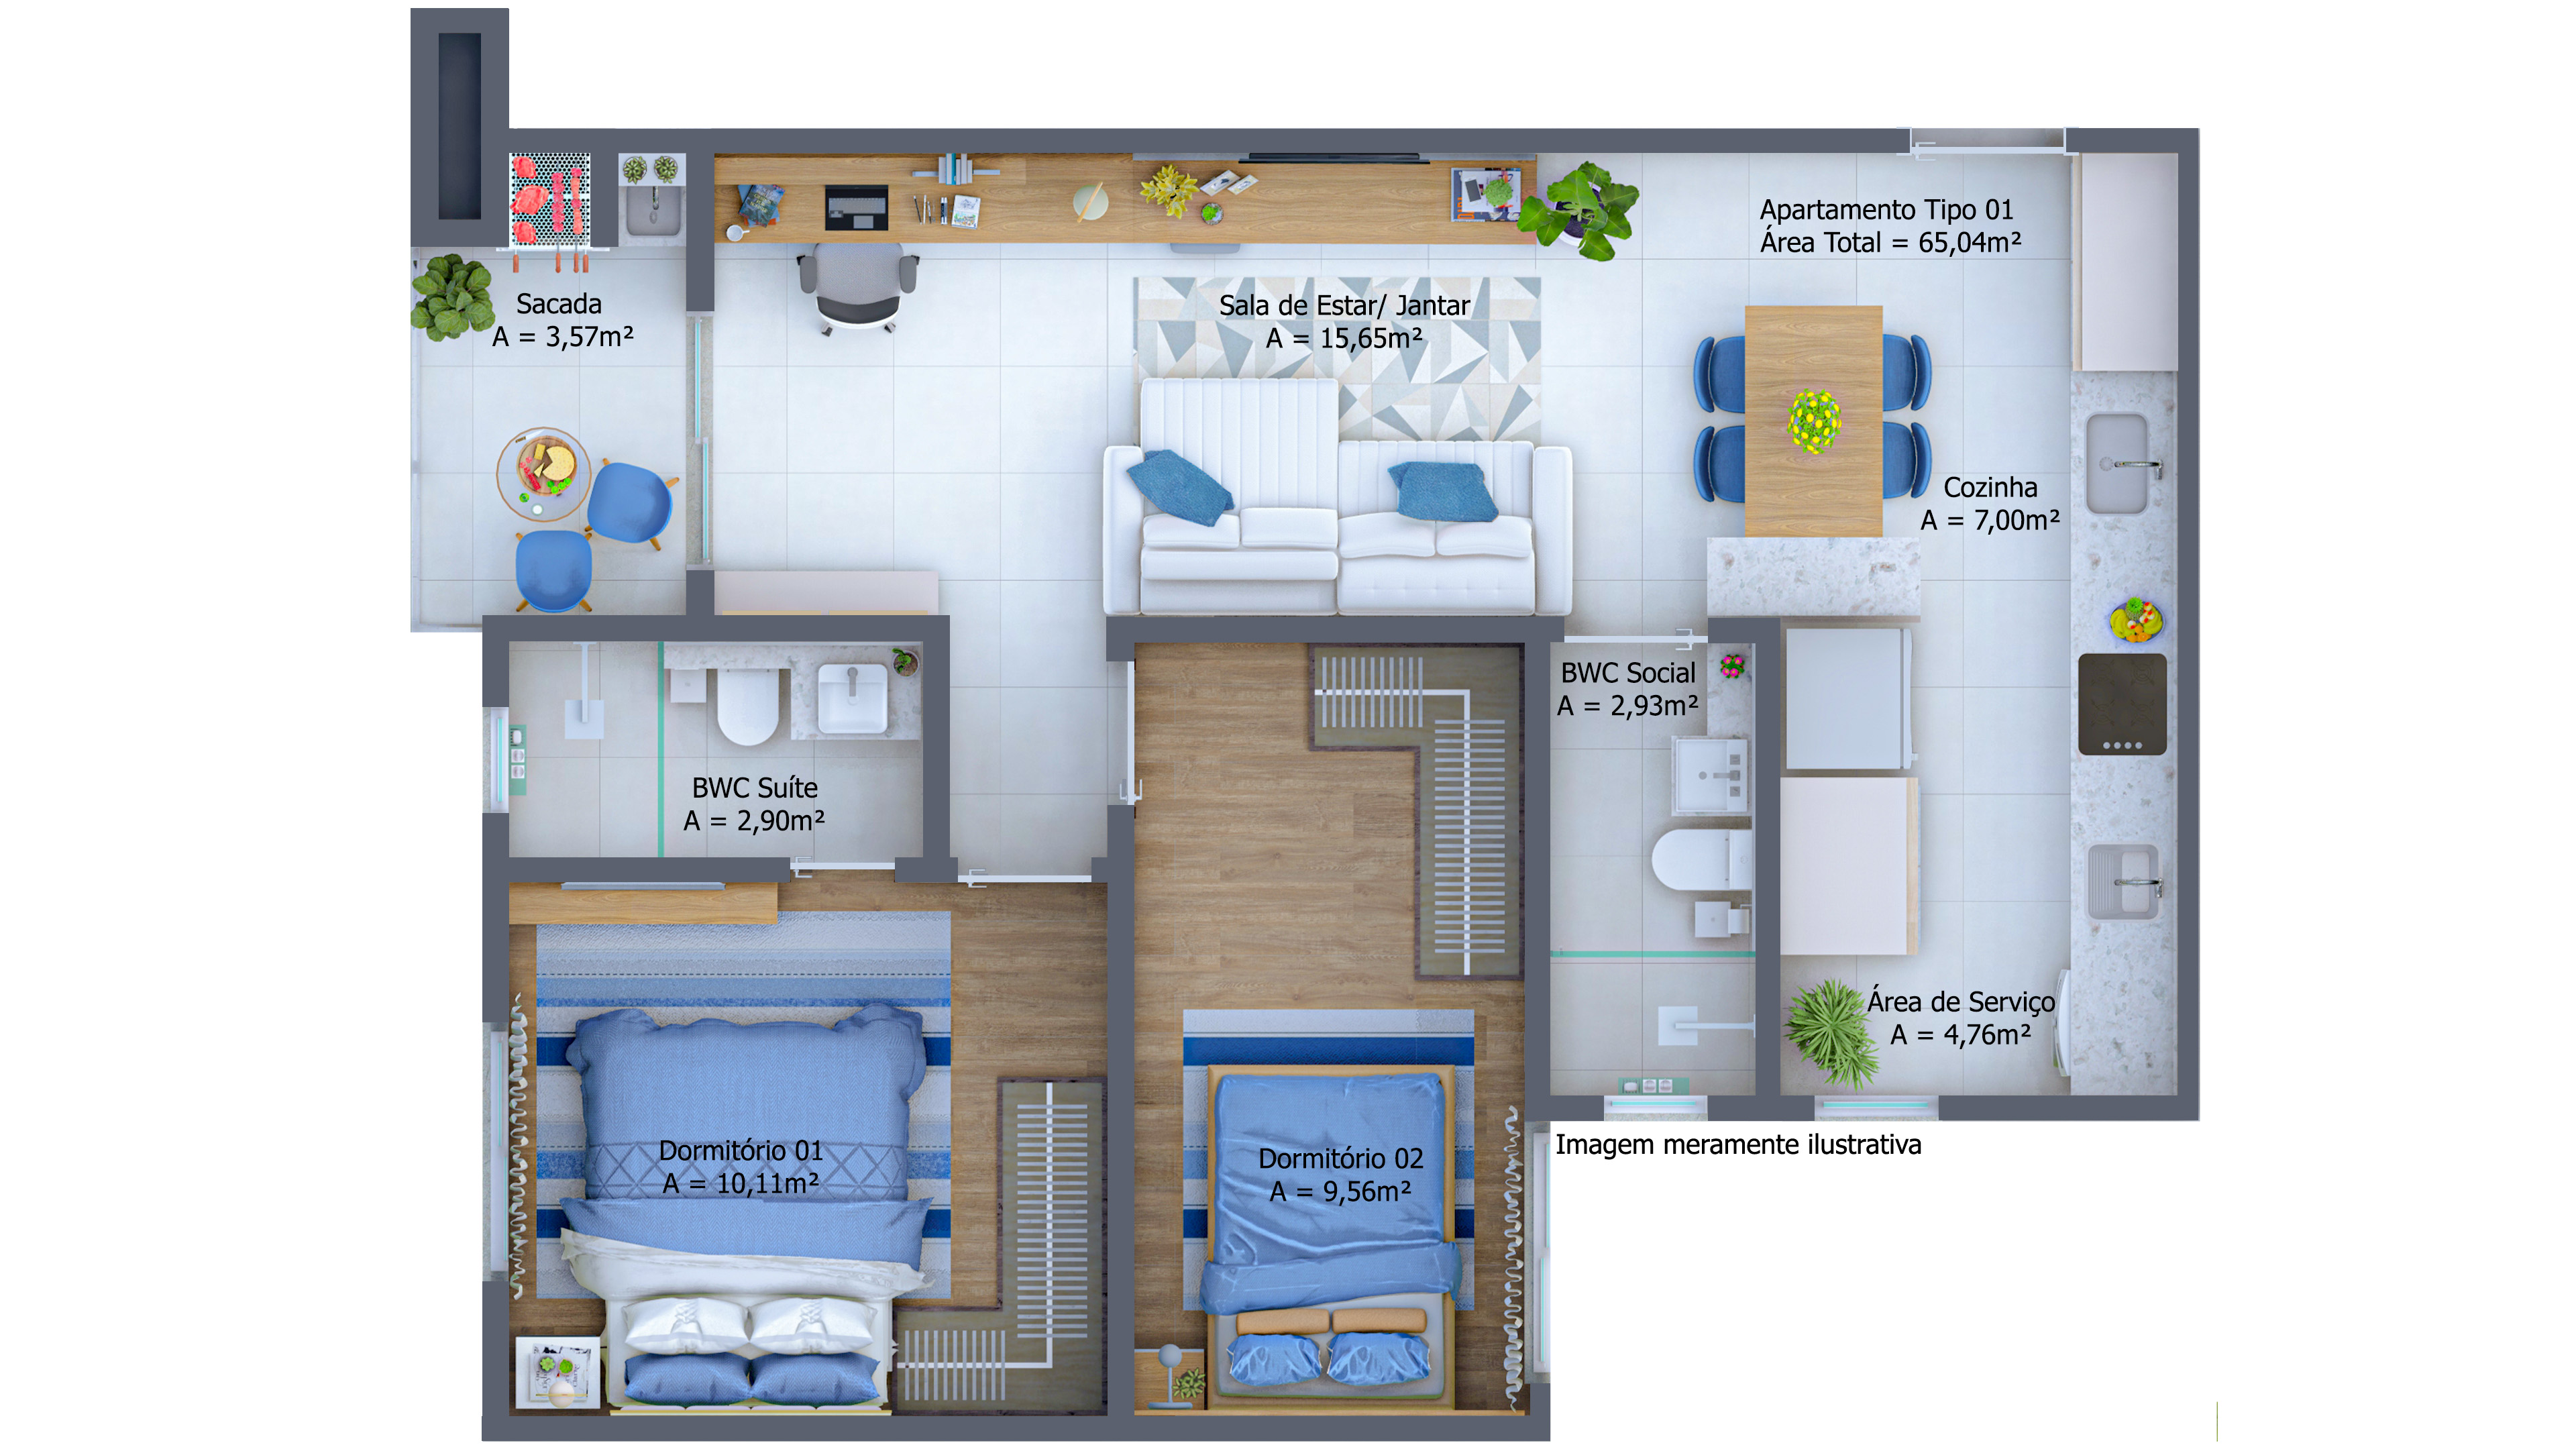 Apartamento Tipo 01
Área Total = 65,04m²
Sacada
A = 3,57m²
Sala de Estar/ Jantar
A = 15,65m²
Cozinha
A = 7,00m²
BWC Social
A = 2,93m²
BWC Suíte
A = 2,90m²
Área de Serviço
A = 4,76m²
Dormitório 01
A = 10,11m²
Dormitório 02
A = 9,56m²
Imagem meramente ilustrativa